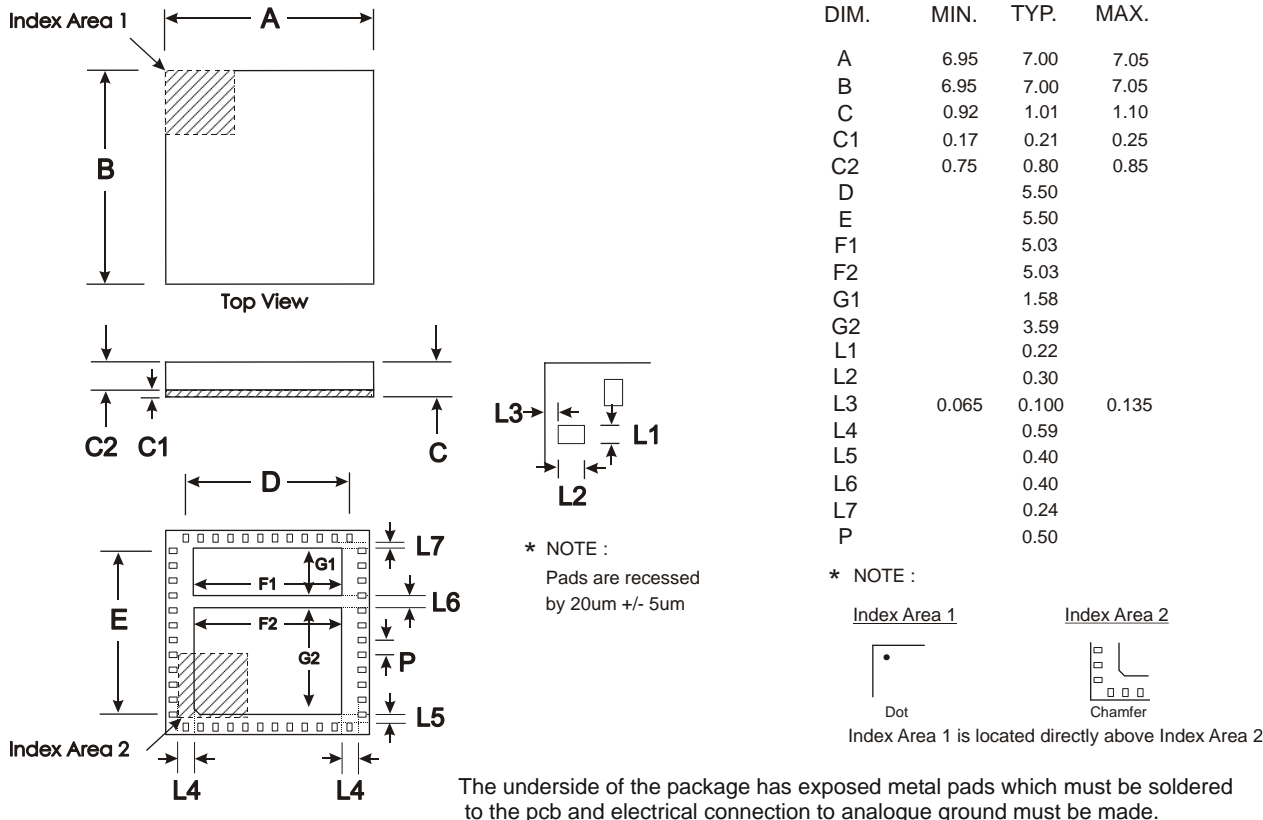 Index Area 1
A
B
Top View
C2
C1
C
L3
L1
L2
D
L7
G1
F1
L6
E
F2
G2
P
L5
Index Area 2
L4
L4
* NOTE :
Pads are recessed
by 20um +/- 5um
DIM. MIN. TYP. MAX.
A 6.95 7.00 7.05
B 6.95 7.00 7.05
C 0.92 1.01 1.10
C1 0.17 0.21 0.25
C2 0.75 0.80 0.85
D 5.50
E 5.50
F1 5.03
F2 5.03
G1 1.58
G2 3.59
L1 0.22
L2 0.30
L3 0.065 0.100 0.135
L4 0.59
L5 0.40
L6 0.40
L7 0.24
P 0.50
* NOTE :
Index Area 1 Index Area 2
Dot Chamfer
Index Area 1 is located directly above Index Area 2
The underside of the package has exposed metal pads which must be soldered
to the pcb and electrical connection to analogue ground must be made.